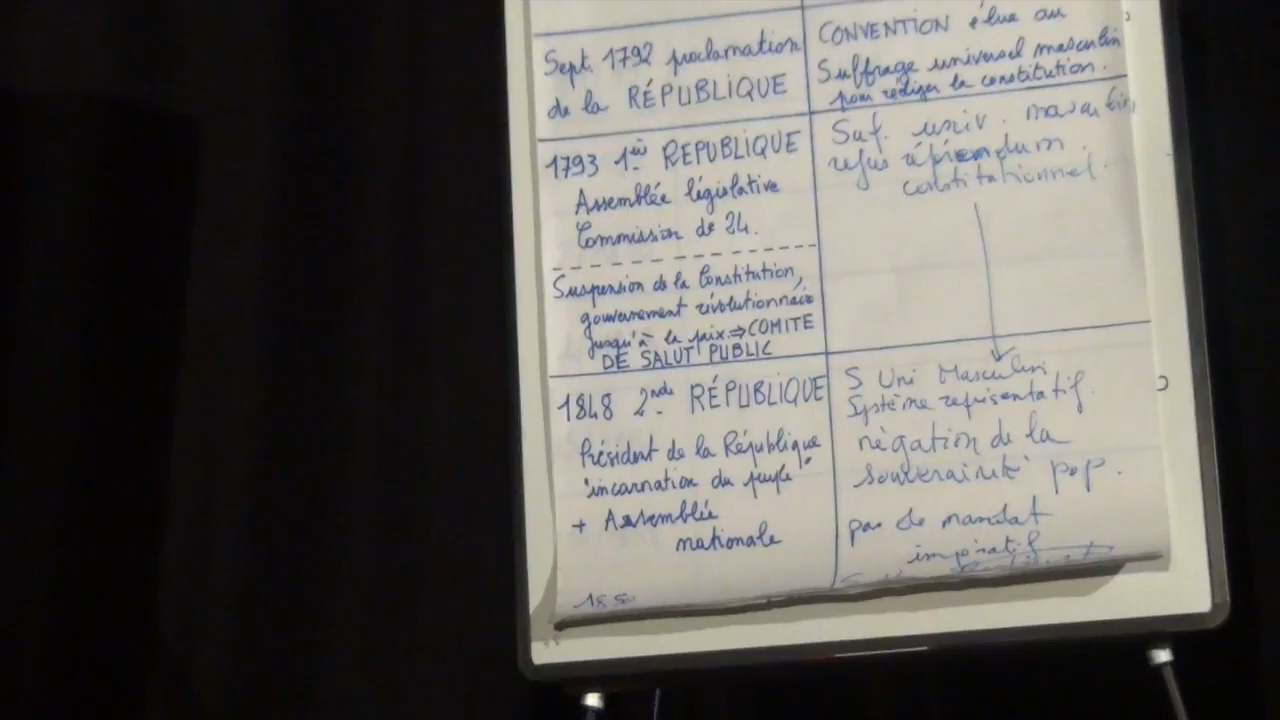 Sept. 1792 proclamation
de la RÉPUBLIQUE
CONVENTION élue au
Suffrage universel masculin
pour rédiger la constitution.
1793 1ère REPUBLIQUE
Assemblée législative
Commission de 24.
Suspension de la Constitution,
gouvernement révolutionnaire
jusqu'à la paix. ⇒ COMITE
DE SALUT PUBLIC
Suf. univ. masculin,
refus référendum
constitutionnel.
1848 2nde RÉPUBLIQUE
Président de la République
"incarnation du peuple"
+ Assemblée
nationale
S Uni Masculin
Système représentatif.
négation de la
souveraineté pop.
pas de mandat
impératif
185